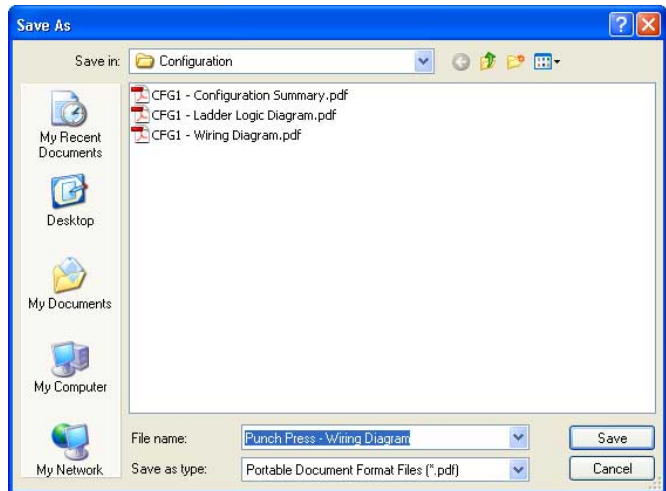 Save As
Save in:
Configuration
CFG1 - Configuration Summary.pdf
CFG1 - Ladder Logic Diagram.pdf
CFG1 - Wiring Diagram.pdf
My Recent
Documents
Desktop
My Documents
My Computer
My Network
File name:
Punch Press - Wiring Diagram
Save
Save as type:
Portable Document Format Files (*.pdf)
Cancel